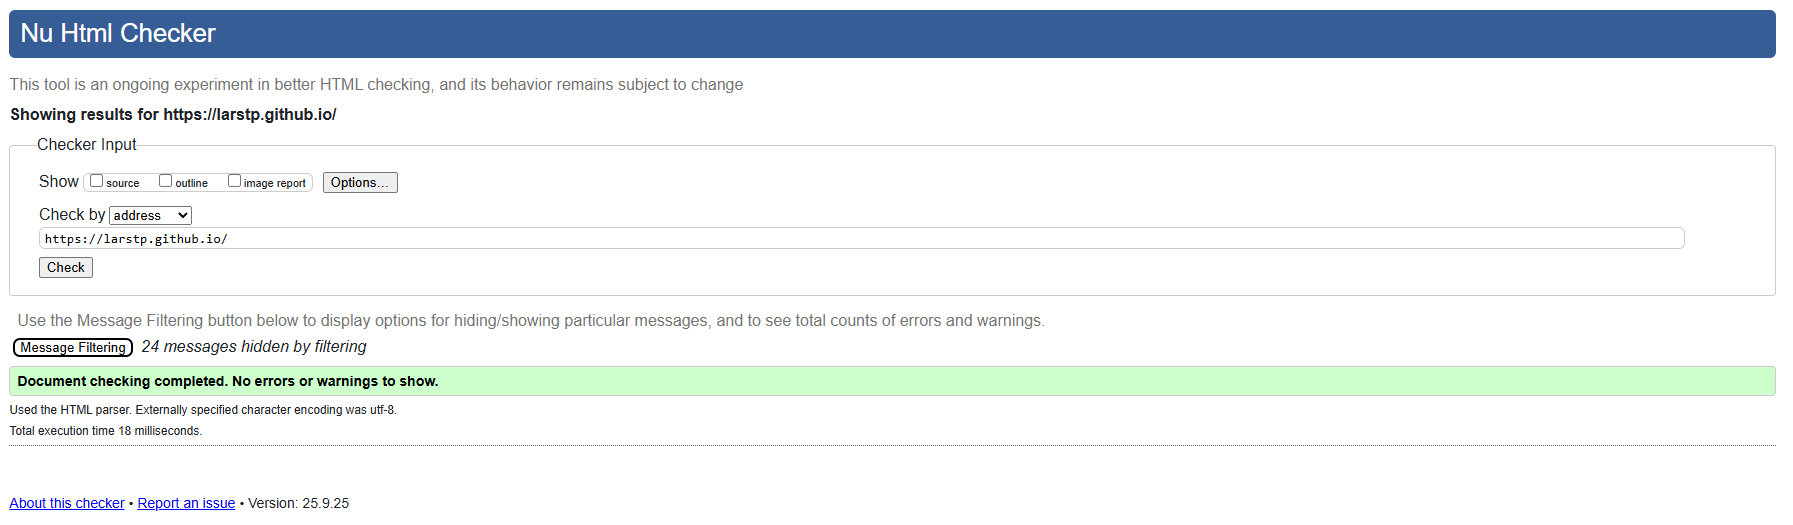 Nu Html Checker
This tool is an ongoing experiment in better HTML checking, and its behavior remains subject to change
Showing results for https://larstp.github.io/
Checker Input
Show source outline image report Options...
Check by address
https://larstp.github.io/
Check
Use the Message Filtering button below to display options for hiding/showing particular messages, and to see total counts of errors and warnings.
Message Filtering 24 messages hidden by filtering
Document checking completed. No errors or warnings to show.
Used the HTML parser. Externally specified character encoding was utf-8.
Total execution time 18 milliseconds.
About this checker • Report an issue • Version: 25.9.25